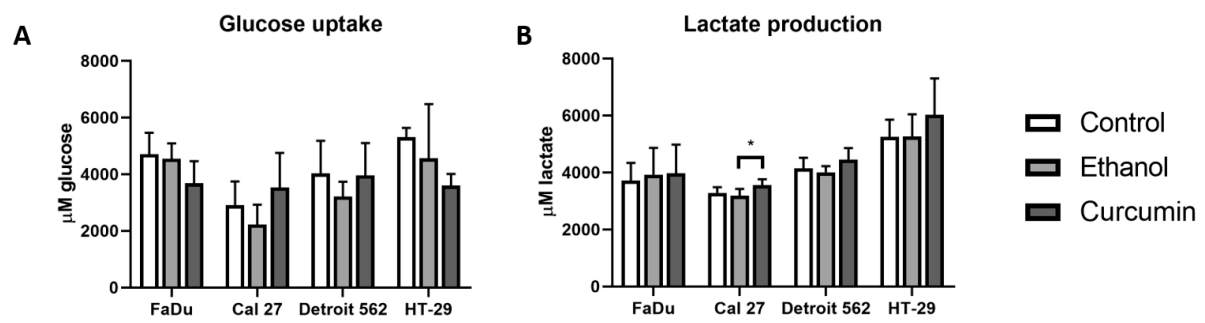 A
Glucose uptake
8000
6000
4000
2000
0
μM glucose
FaDu
Cal 27
Detroit 562
HT-29
B
Lactate production
8000
6000
4000
2000
0
μM lactate
*
FaDu
Cal 27
Detroit 562
HT-29
Control
Ethanol
Curcumin